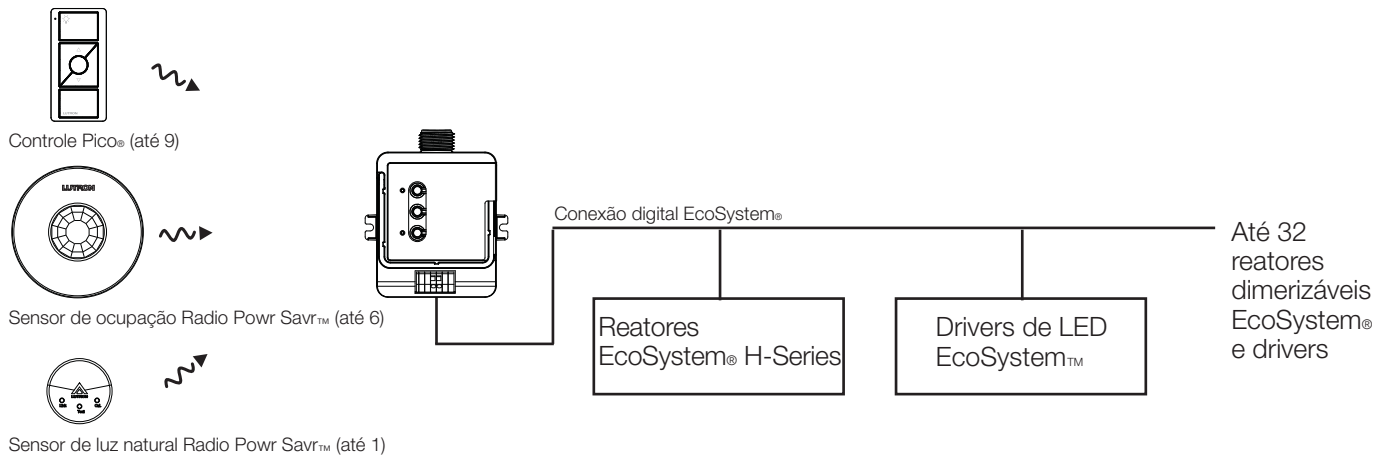 Controle Pico® (até 9)
LUTRON
Sensor de ocupação Radio Powr Savr™ (até 6)
Sensor de luz natural Radio Powr Savr™ (até 1)
Conexão digital EcoSystem®
Reatores
EcoSystem® H-Series
Drivers de LED
EcoSystem™
Até 32
reatores
dimerizáveis
EcoSystem®
e drivers